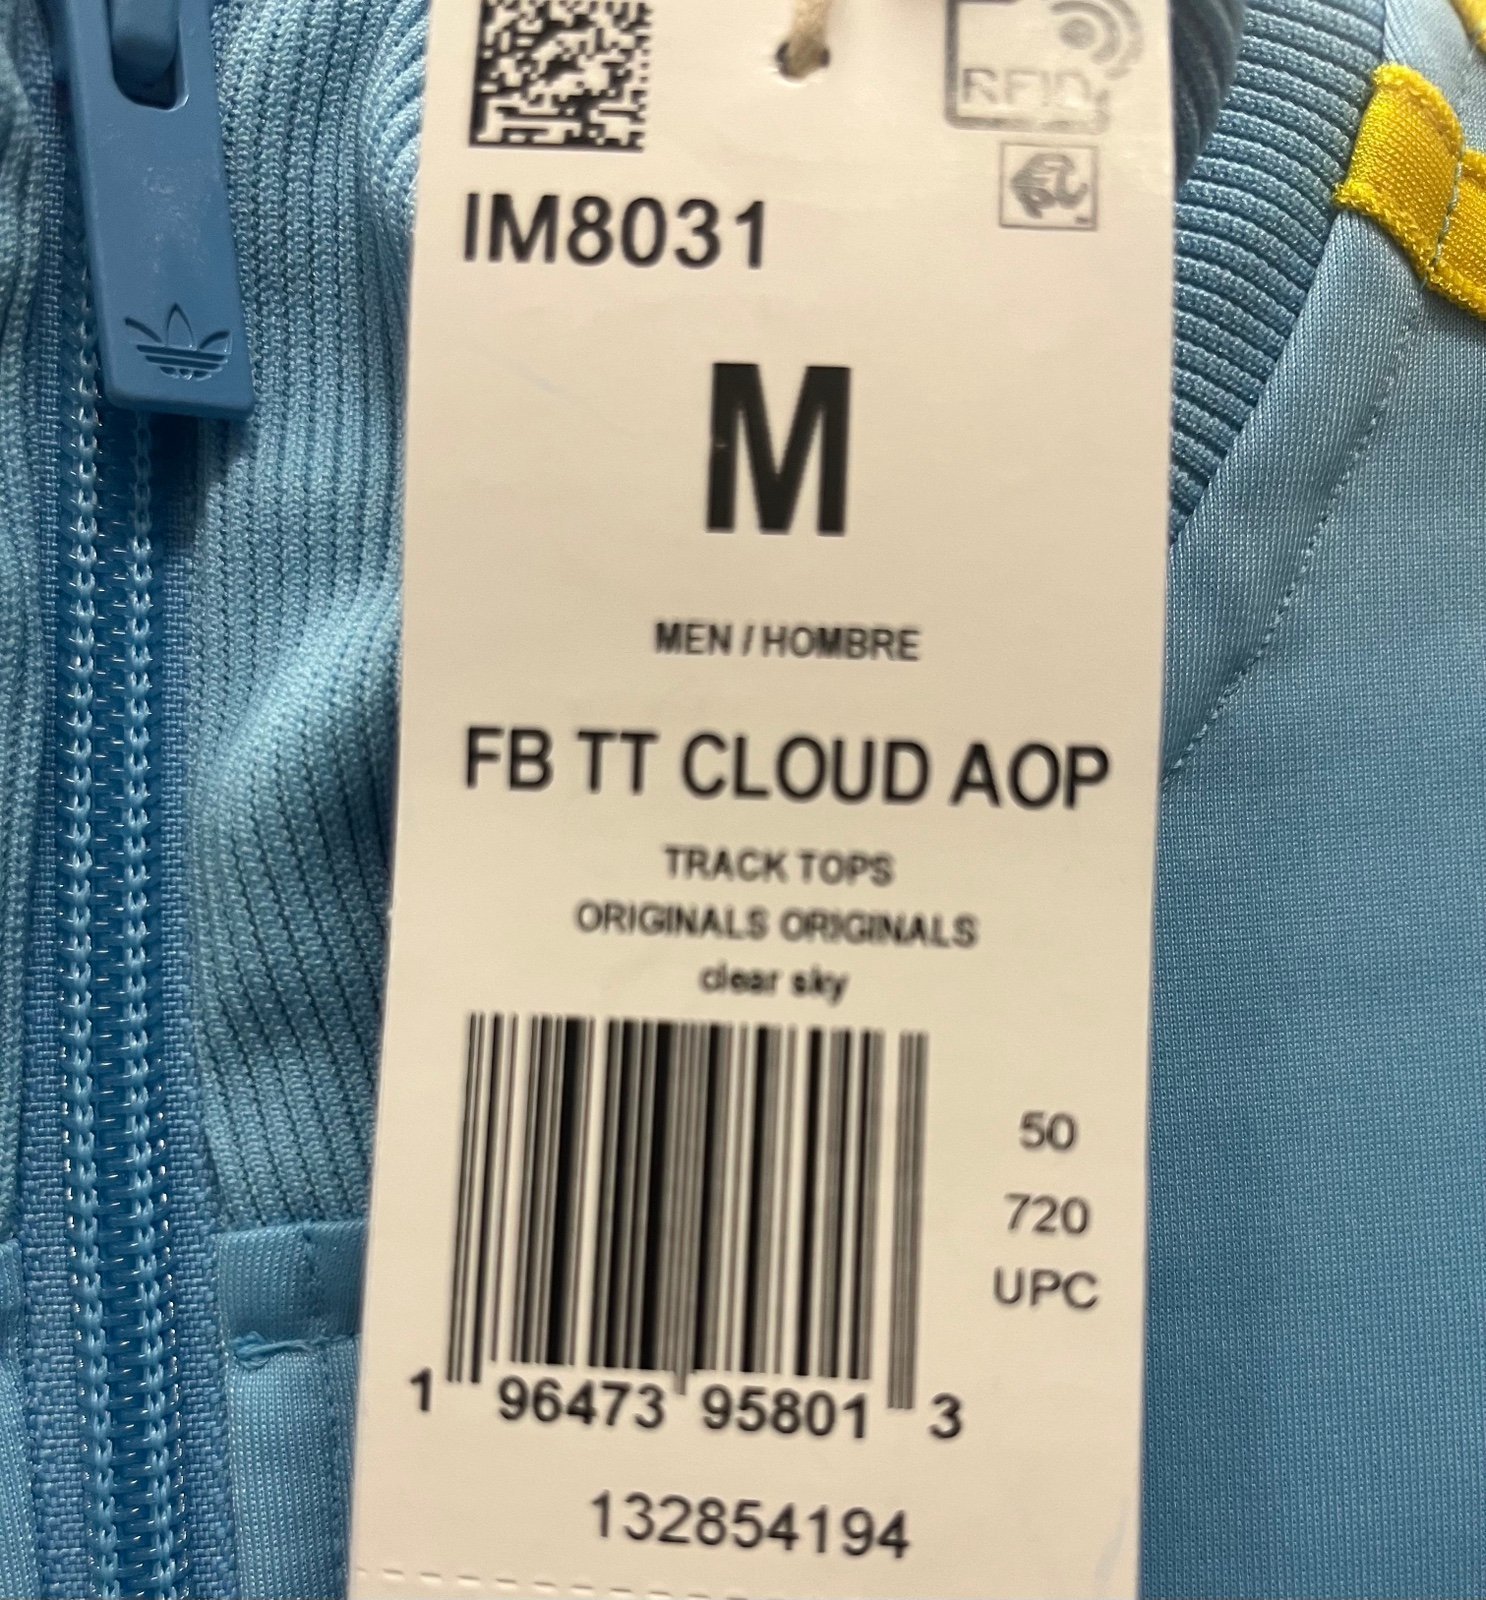 RFID
IM8031
M
MEN / HOMBRE
FB TT CLOUD AOP
TRACK TOPS
ORIGINALS ORIGINALS
clear sky
50
720
UPC
1 96473 95801 3
132854194